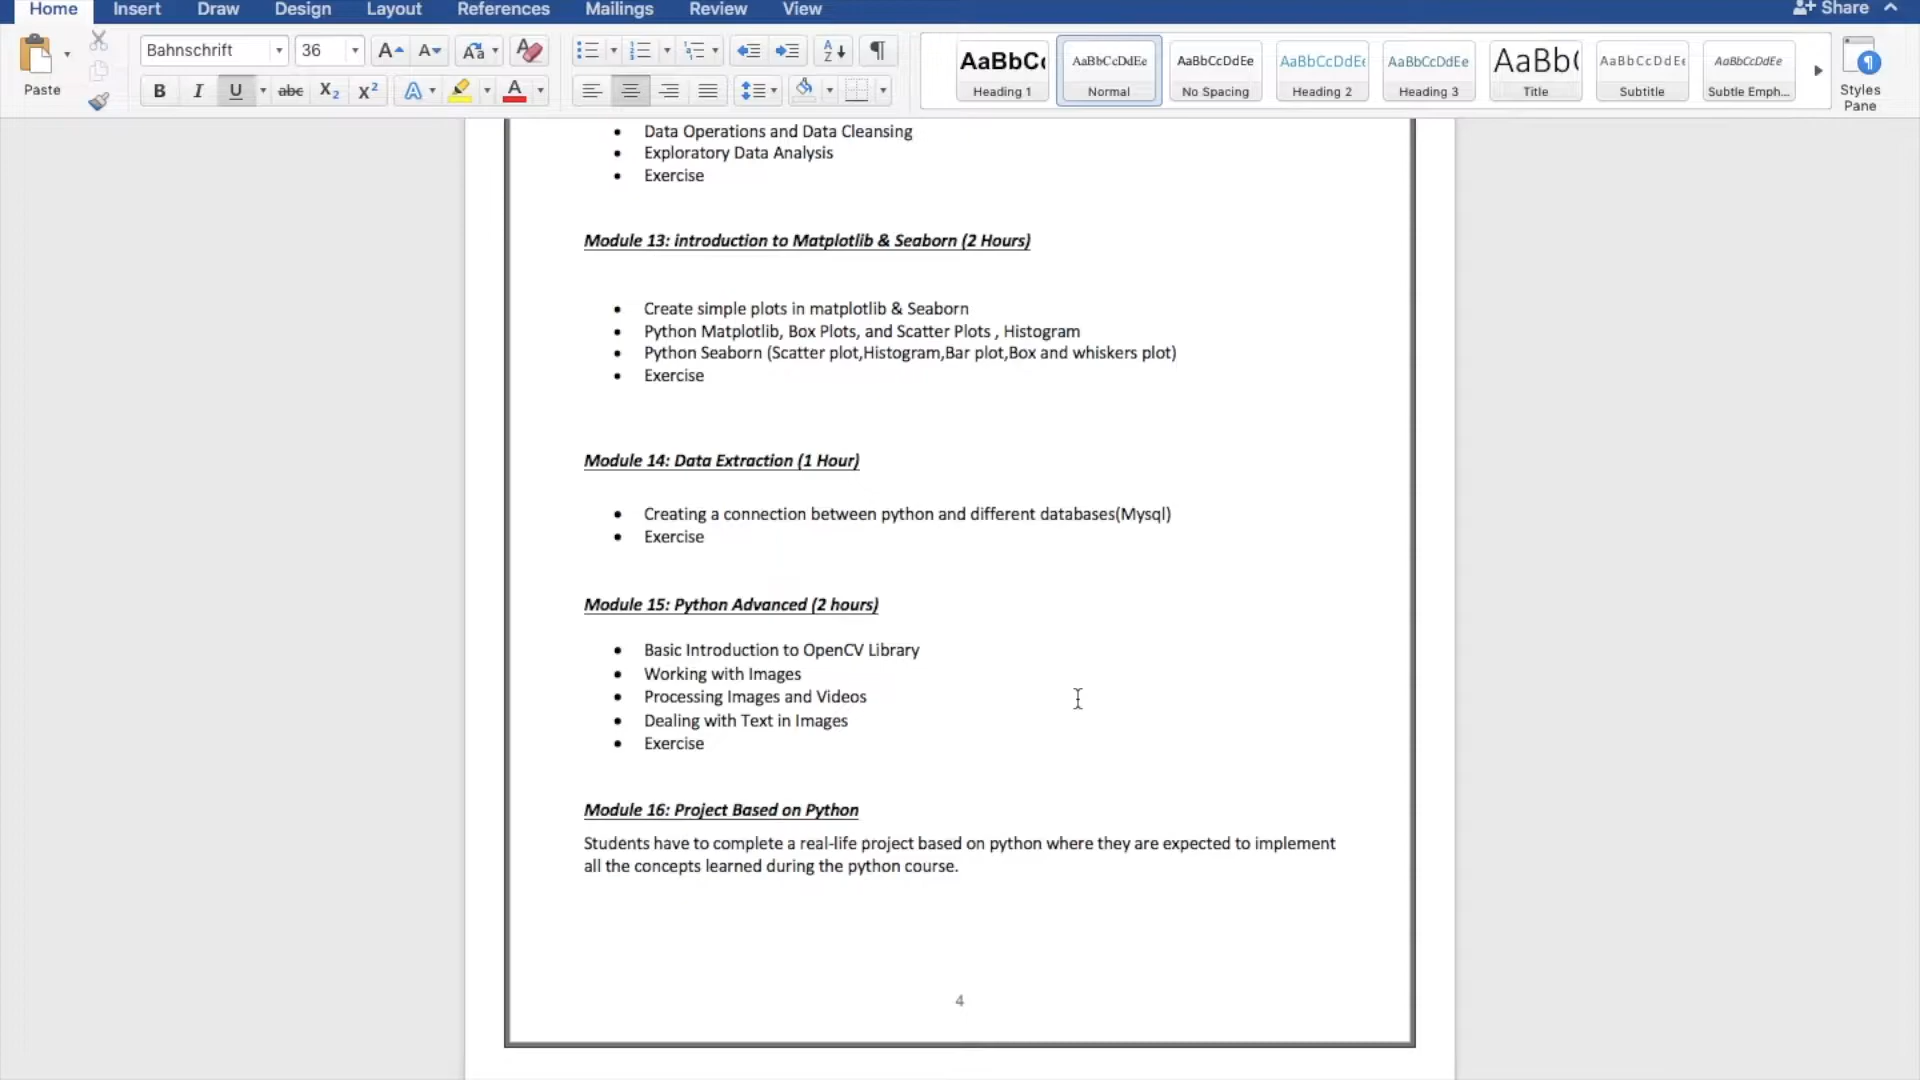 Home Insert Draw Design Layout References Mailings Review View Share
Bahnschrift 36 A A Aa A AaBbCc AaBbCcDdEe AaBbCcDdEe AaBbCcDdEe AaBbCcDdEe AaBb( AaBbCcDdEe AaBbCcDdEe
Paste B I U abc X2 X2 A A Heading 1 Normal No Spacing Heading 2 Heading 3 Title Subtitle Subtle Emph... Styles Pane
• Data Operations and Data Cleansing
• Exploratory Data Analysis
• Exercise
Module 13: introduction to Matplotlib & Seaborn (2 Hours)
• Create simple plots in matplotlib & Seaborn
• Python Matplotlib, Box Plots, and Scatter Plots , Histogram
• Python Seaborn (Scatter plot,Histogram,Bar plot,Box and whiskers plot)
• Exercise
Module 14: Data Extraction (1 Hour)
• Creating a connection between python and different databases(Mysql)
• Exercise
Module 15: Python Advanced (2 hours)
• Basic Introduction to OpenCV Library
• Working with Images
• Processing Images and Videos
• Dealing with Text in Images
• Exercise
Module 16: Project Based on Python
Students have to complete a real-life project based on python where they are expected to implement
all the concepts learned during the python course.
4